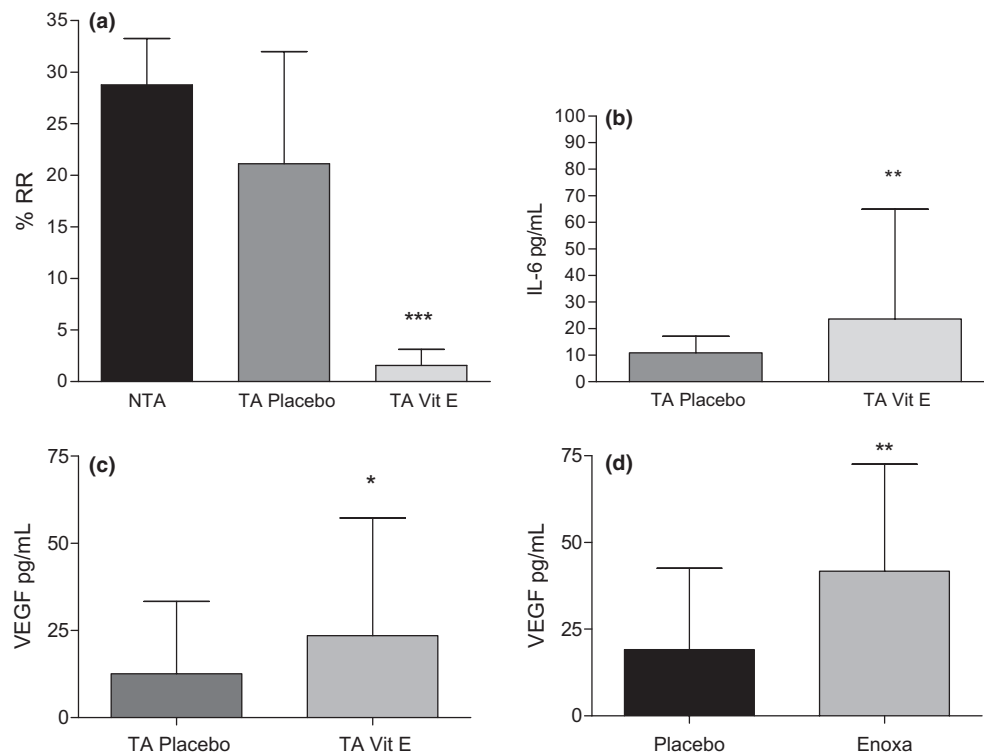 (a)
35
30
25
20
15
10
5
0
% RR
***
NTA
TA Placebo
TA Vit E
(b)
100
90
80
70
60
50
40
30
20
10
0
IL-6 pg/mL
**
TA Placebo
TA Vit E
(c)
75
50
25
0
VEGF pg/mL
*
TA Placebo
TA Vit E
(d)
75
50
25
0
VEGF pg/mL
**
Placebo
Enoxa